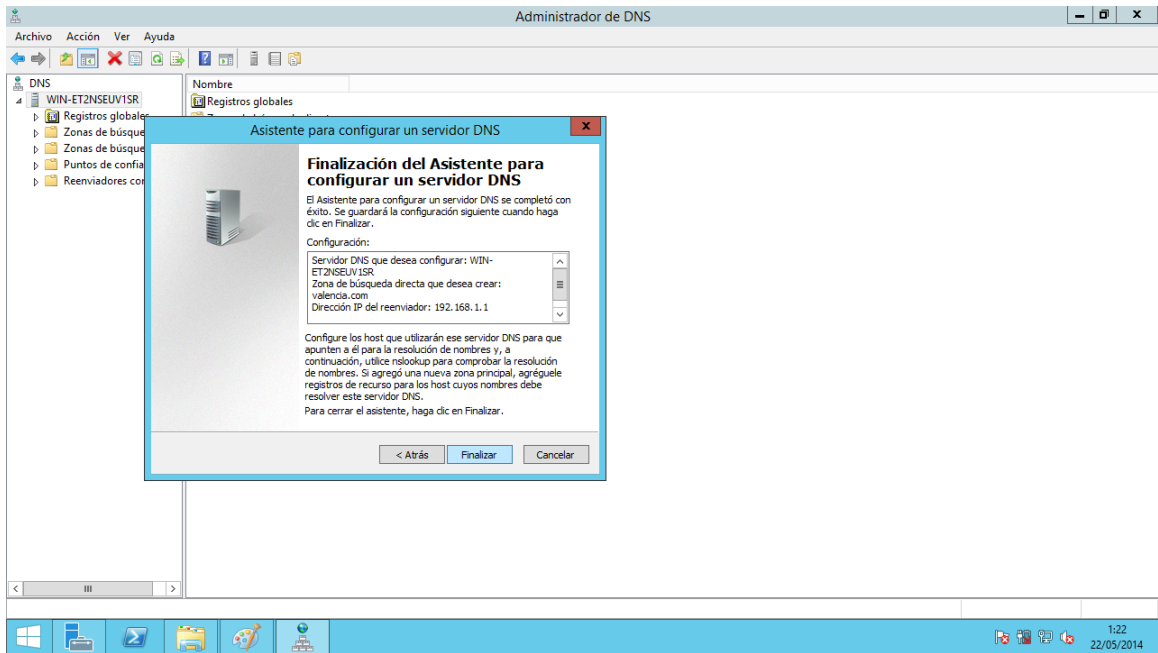 Administrador de DNS
Archivo Acción Ver Ayuda
DNS
WIN-ET2NSEUV1SR
Registros globales
Zonas de búsque
Zonas de búsque
Puntos de confia
Reenviadores con
Nombre
Registros globales
Asistente para configurar un servidor DNS
Finalización del Asistente para
configurar un servidor DNS
El Asistente para configurar un servidor DNS se completó con
éxito. Se guardará la configuración siguiente cuando haga
clic en Finalizar.
Configuración:
Servidor DNS que desea configurar: WIN-
ET2NSEUV1SR
Zona de búsqueda directa que desea crear:
valencia.com
Dirección IP del reenviador: 192.168.1.1
Configure los host que utilizarán ese servidor DNS para que
apunten a él para la resolución de nombres y, a
continuación, utilice nslookup para comprobar la resolución
de nombres. Si agregó una nueva zona principal, agréguele
registros de recurso para los host cuyos nombres debe
resolver este servidor DNS.
Para cerrar el asistente, haga clic en Finalizar.
< Atrás Finalizar Cancelar
1:22
22/05/2014